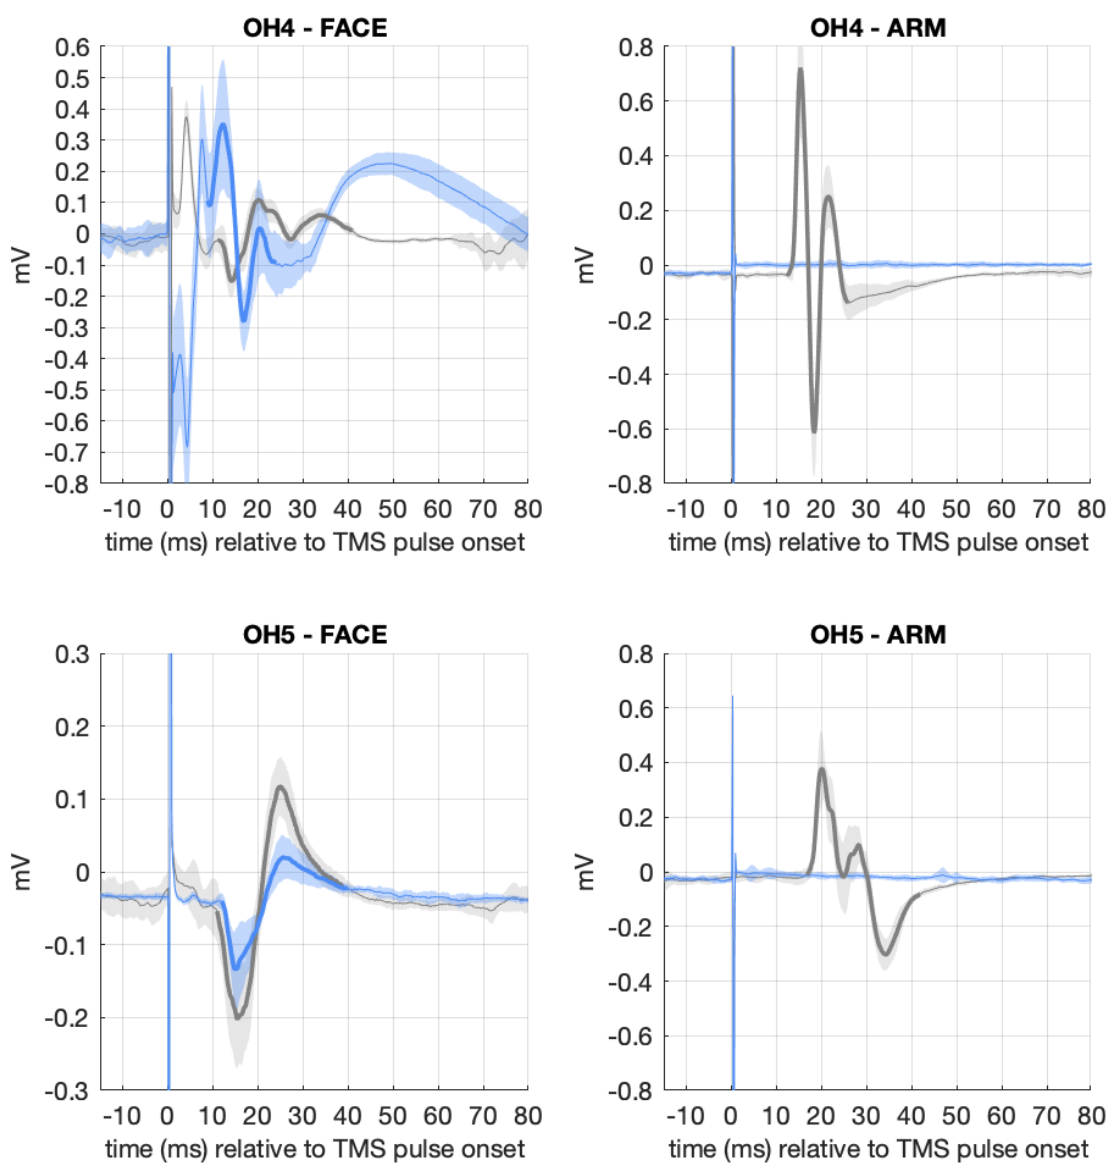 OH4 - FACE
0.6
0.5
0.4
0.3
0.2
0.1
0
-0.1
-0.2
-0.3
-0.4
-0.5
-0.6
-0.7
-0.8
mV
-10 0 10 20 30 40 50 60 70 80
time (ms) relative to TMS pulse onset
OH4 - ARM
0.8
0.6
0.4
0.2
0
-0.2
-0.4
-0.6
-0.8
mV
-10 0 10 20 30 40 50 60 70 80
time (ms) relative to TMS pulse onset
OH5 - FACE
0.3
0.2
0.1
0
-0.1
-0.2
-0.3
mV
-10 0 10 20 30 40 50 60 70 80
time (ms) relative to TMS pulse onset
OH5 - ARM
0.8
0.6
0.4
0.2
0
-0.2
-0.4
-0.6
-0.8
mV
-10 0 10 20 30 40 50 60 70 80
time (ms) relative to TMS pulse onset